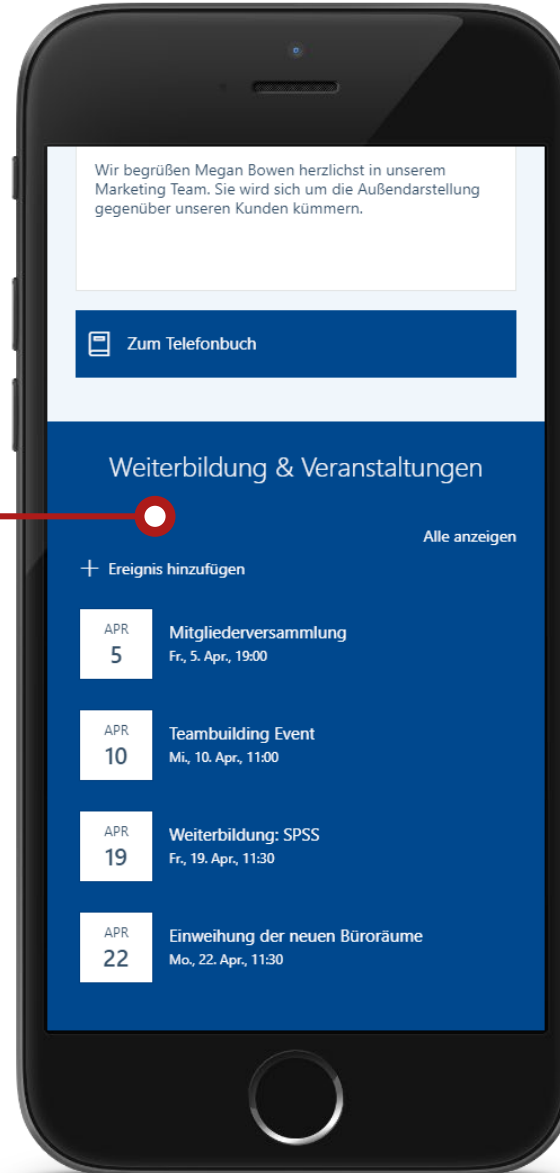 Wir begrüßen Megan Bowen herzlichst in unserem
Marketing Team. Sie wird sich um die Außendarstellung
gegenüber unseren Kunden kümmern.
Zum Telefonbuch
Weiterbildung & Veranstaltungen
Alle anzeigen
+ Ereignis hinzufügen
APR
5
Mitgliederversammlung
Fr., 5. Apr., 19:00
APR
10
Teambuilding Event
Mi., 10. Apr., 11:00
APR
19
Weiterbildung: SPSS
Fr., 19. Apr., 11:30
APR
22
Einweihung der neuen Büroräume
Mo., 22. Apr., 11:30